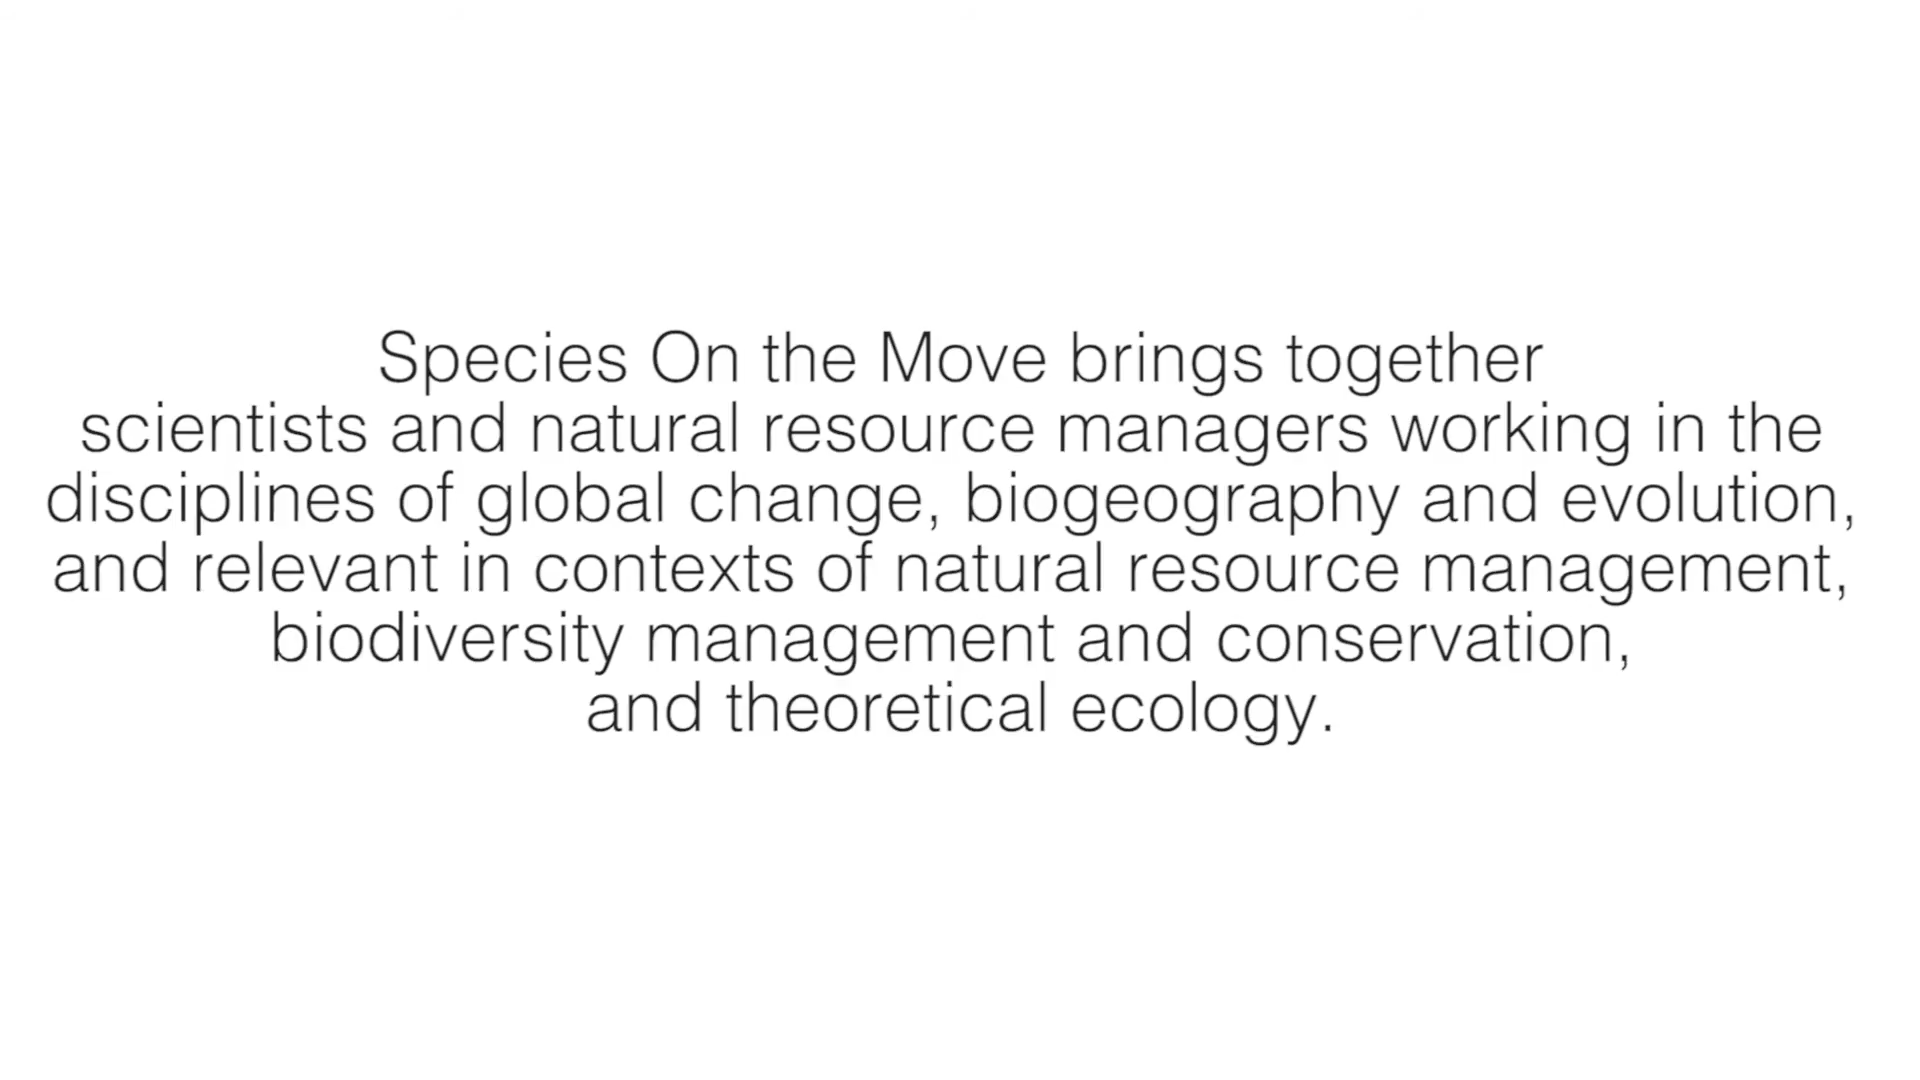 Species On the Move brings together
scientists and natural resource managers working in the
disciplines of global change, biogeography and evolution,
and relevant in contexts of natural resource management,
biodiversity management and conservation,
and theoretical ecology.